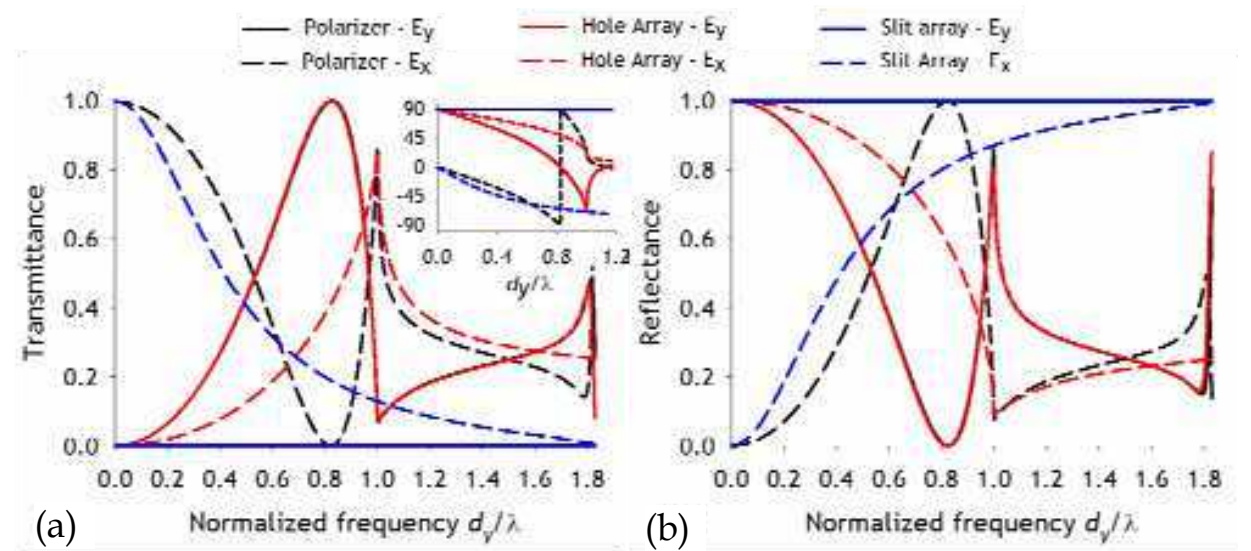 Polarizer - Ey
Hole Array - Ey
Slit array - Ey
Polarizer - Ex
Hole Array - Ex
Slit Array - Ex
1.0
0.8
0.6
0.4
0.2
0.0
Transmittance
90
45
0
-45
-90
0.0 0.4 0.8 1.2
dy/λ
0.0 0.2 0.4 0.6 0.8 1.0 1.2 1.4 1.6 1.8
Normalized frequency dy/λ
(a)
1.0
0.8
0.6
0.4
0.2
0.0
Reflectance
0.0 0.2 0.4 0.6 0.8 1.0 1.2 1.4 1.6 1.8
Normalized frequency dy/λ
(b)